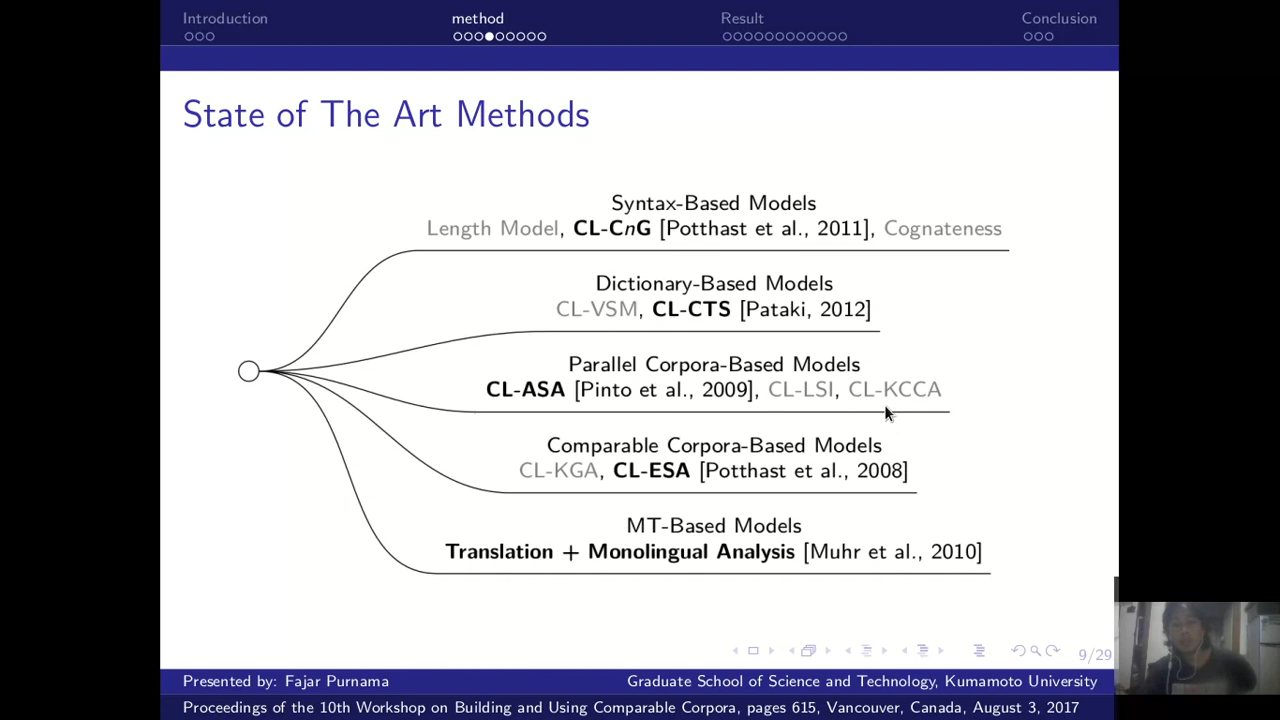 Introduction method Result Conclusion
State of The Art Methods
Syntax-Based Models
Length Model, CL-CnG [Potthast et al., 2011], Cognateness
Dictionary-Based Models
CL-VSM, CL-CTS [Pataki, 2012]
Parallel Corpora-Based Models
CL-ASA [Pinto et al., 2009], CL-LSI, CL-KCCA
Comparable Corpora-Based Models
CL-KGA, CL-ESA [Potthast et al., 2008]
MT-Based Models
Translation + Monolingual Analysis [Muhr et al., 2010]
9/29
Presented by: Fajar Purnama Graduate School of Science and Technology, Kumamoto University
Proceedings of the 10th Workshop on Building and Using Comparable Corpora, pages 615, Vancouver, Canada, August 3, 2017